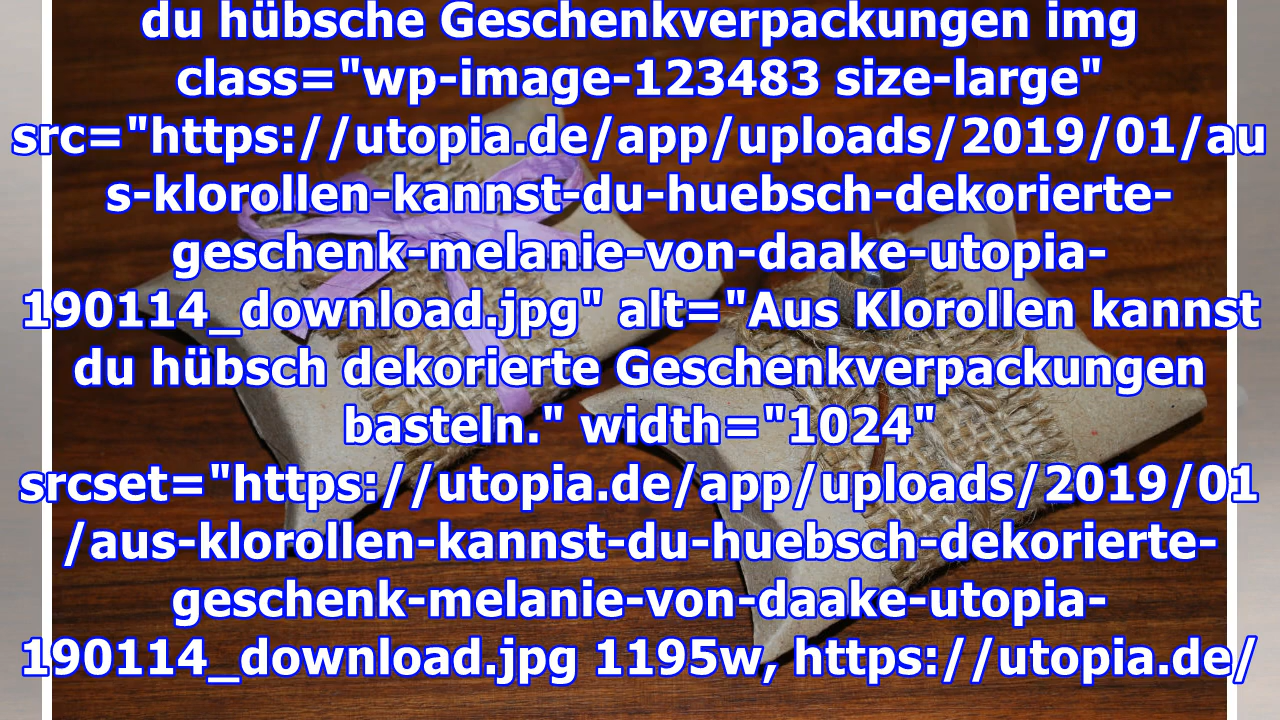 du hübsche Geschenkverpackungen img
class="wp-image-123483 size-large"
src="https://utopia.de/app/uploads/2019/01/au
s-klorollen-kannst-du-huebsch-dekorierte-
geschenk-melanie-von-daake-utopia-
190114_download.jpg" alt="Aus Klorollen kannst
du hübsch dekorierte Geschenkverpackungen
basteln." width="1024"
srcset="https://utopia.de/app/uploads/2019/01
/aus-klorollen-kannst-du-huebsch-dekorierte-
geschenk-melanie-von-daake-utopia-
190114_download.jpg 1195w, https://utopia.de/